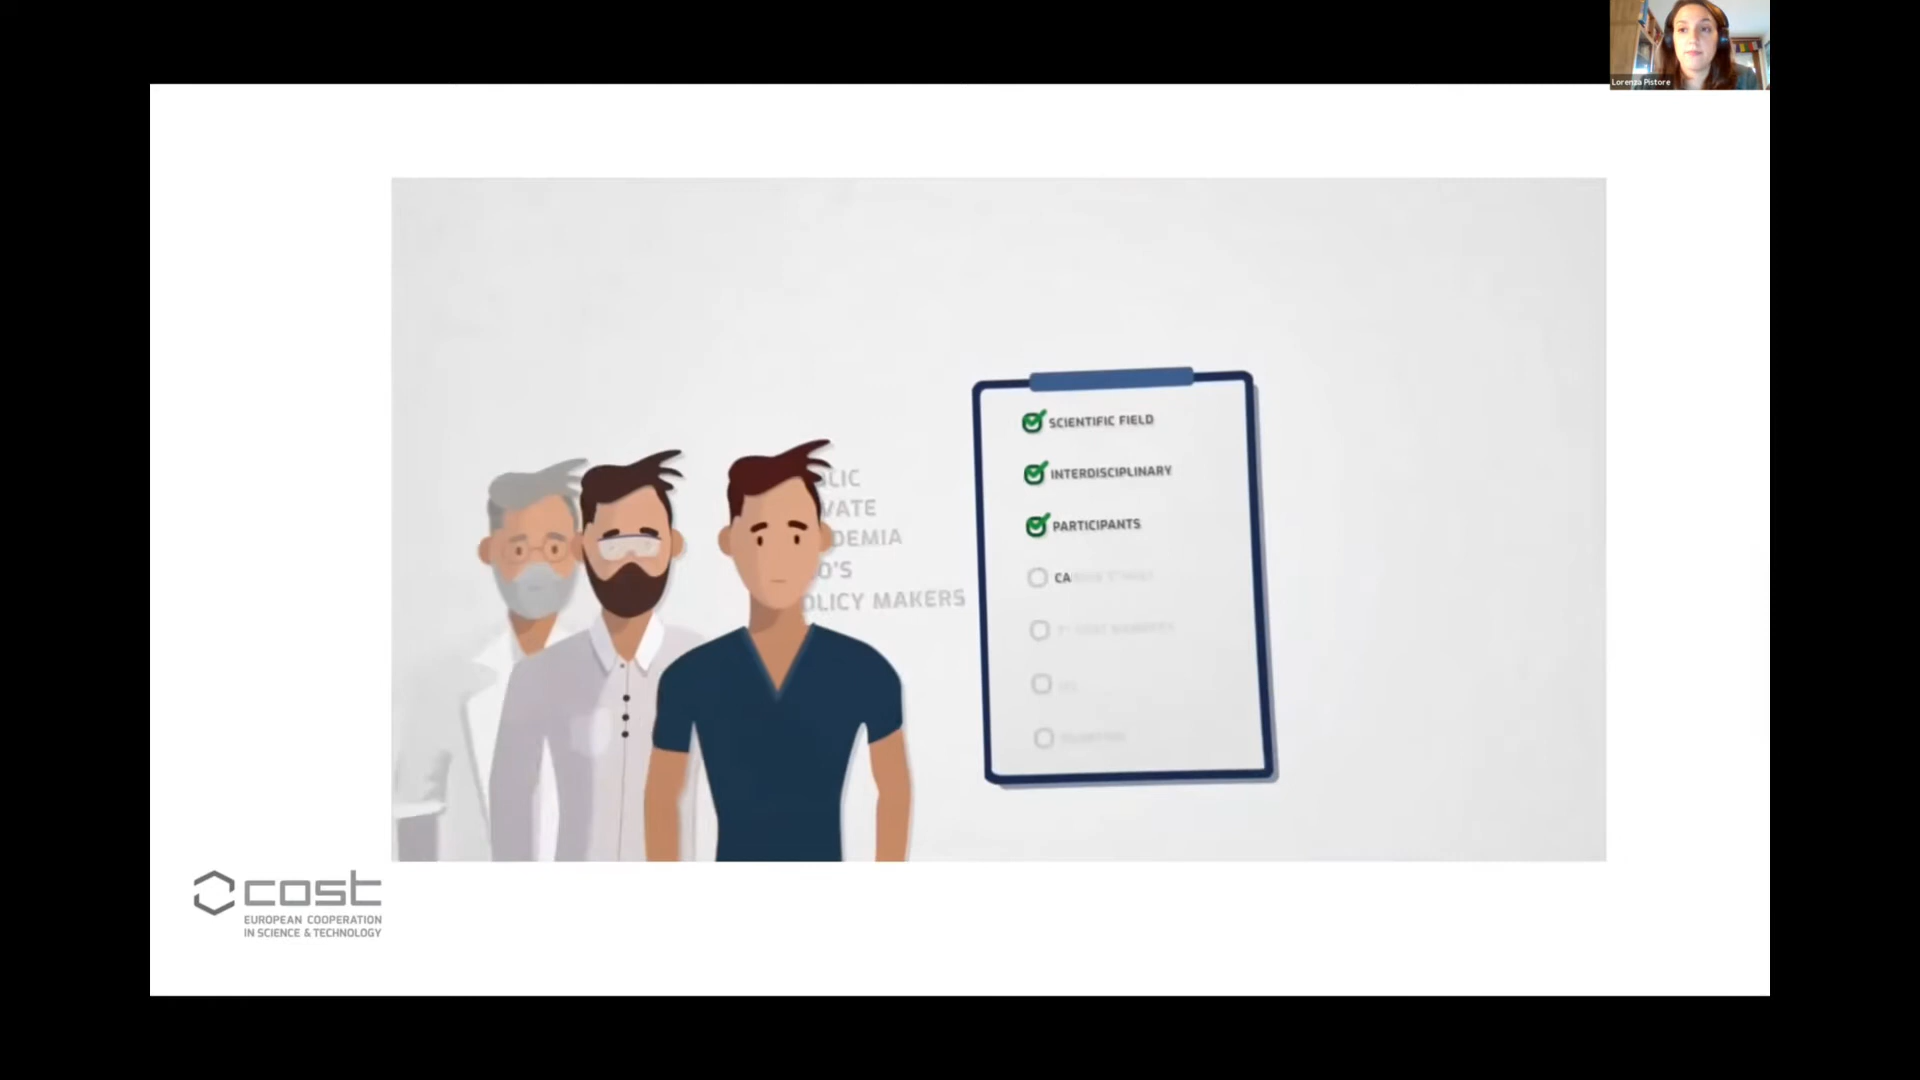 Lorenza Pistore
LIC
VATE
DEMIA
O'S
OLICY MAKERS
SCIENTIFIC FIELD
INTERDISCIPLINARY
PARTICIPANTS
CA
cost
EUROPEAN COOPERATION
IN SCIENCE & TECHNOLOGY